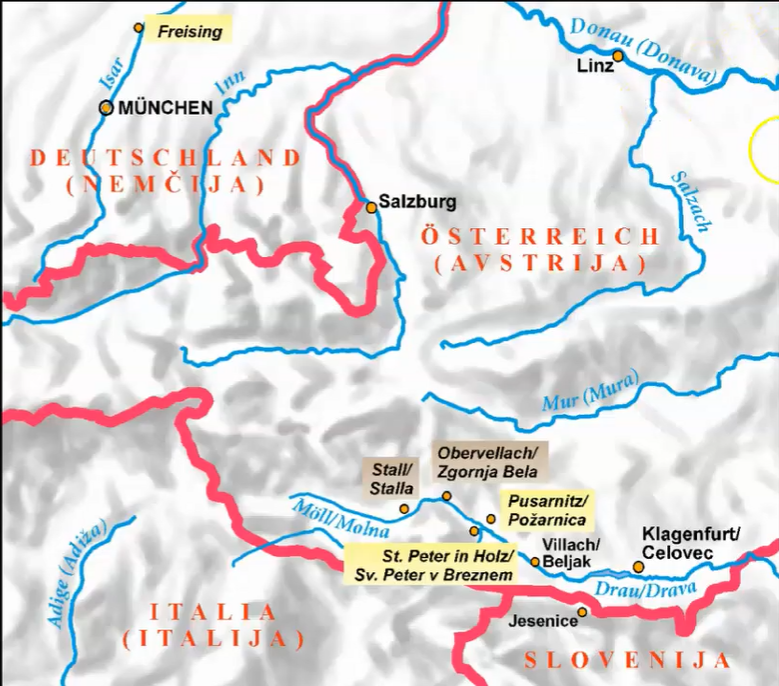 Freising
Isar
Inn
MÜNCHEN
Donau (Donava)
Linz
DEUTSCHLAND
(NEMČIJA)
Salzach
Salzburg
ÖSTERREICH
(AVSTRIJA)
Mur (Mura)
Obervellach/
Zgornja Bela
Stall/
Stalla
Pusarnitz/
Požarnica
Möll/Molna
Klagenfurt/
Celovec
Villach/
Beljak
St. Peter in Holz/
Sv. Peter v Breznem
Drau/Drava
Adige (Adiža)
ITALIA
(ITALIJA)
Jesenice
SLOVENIJA